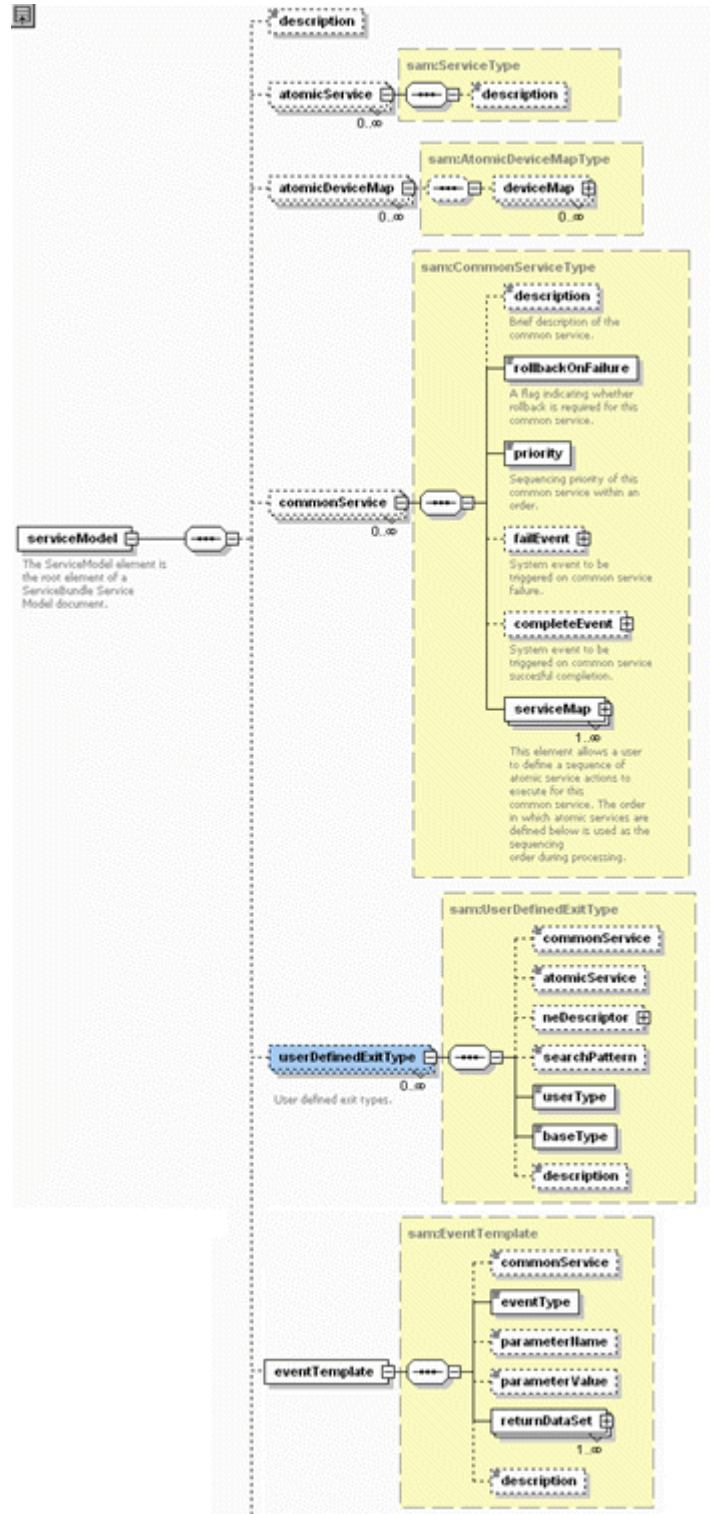 description
sam:ServiceType
atomicService
description
0..∞
sam:AtomicDeviceMapType
atomicDeviceMap
deviceMap
0..∞
0..∞
sam:CommonServiceType
description
Brief description of the
common service.
rollbackOnFailure
A flag indicating whether
rollback is required for this
common service.
priority
Sequencing priority of this
common service within an
order.
commonService
0..∞
failEvent
System event to be
triggered on common service
failure.
completeEvent
System event to be
triggered on common service
succesful completion.
serviceMap
1..∞
This element allows a user
to define a sequence of
atomic service actions to
execute for this
common service. The order
in which atomic services are
defined below is used as the
sequencing
order during processing.
serviceModel
The ServiceModel element is
the root element of a
ServiceBundle Service
Model document.
sam:UserDefinedExitType
commonService
atomicService
neDescriptor
searchPattern
userType
baseType
description
userDefinedExitType
0..∞
User defined exit types.
sam:EventTemplate
commonService
eventType
parameterName
parameterValue
returnDataSet
1..∞
description
eventTemplate